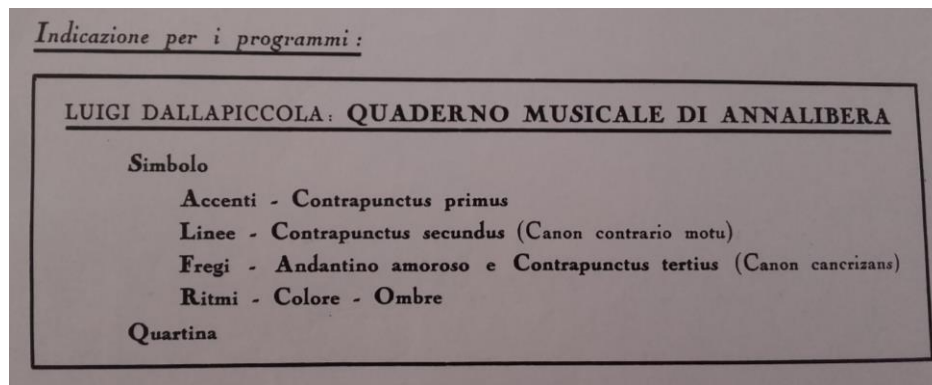 Indicazione per i programmi :
LUIGI DALLAPICCOLA: QUADERNO MUSICALE DI ANNALIBERA
Simbolo
Accenti - Contrapunctus primus
Linee - Contrapunctus secundus (Canon contrario motu)
Fregi - Andantino amoroso e Contrapunctus tertius (Canon cancrizans)
Ritmi - Colore - Ombre
Quartina